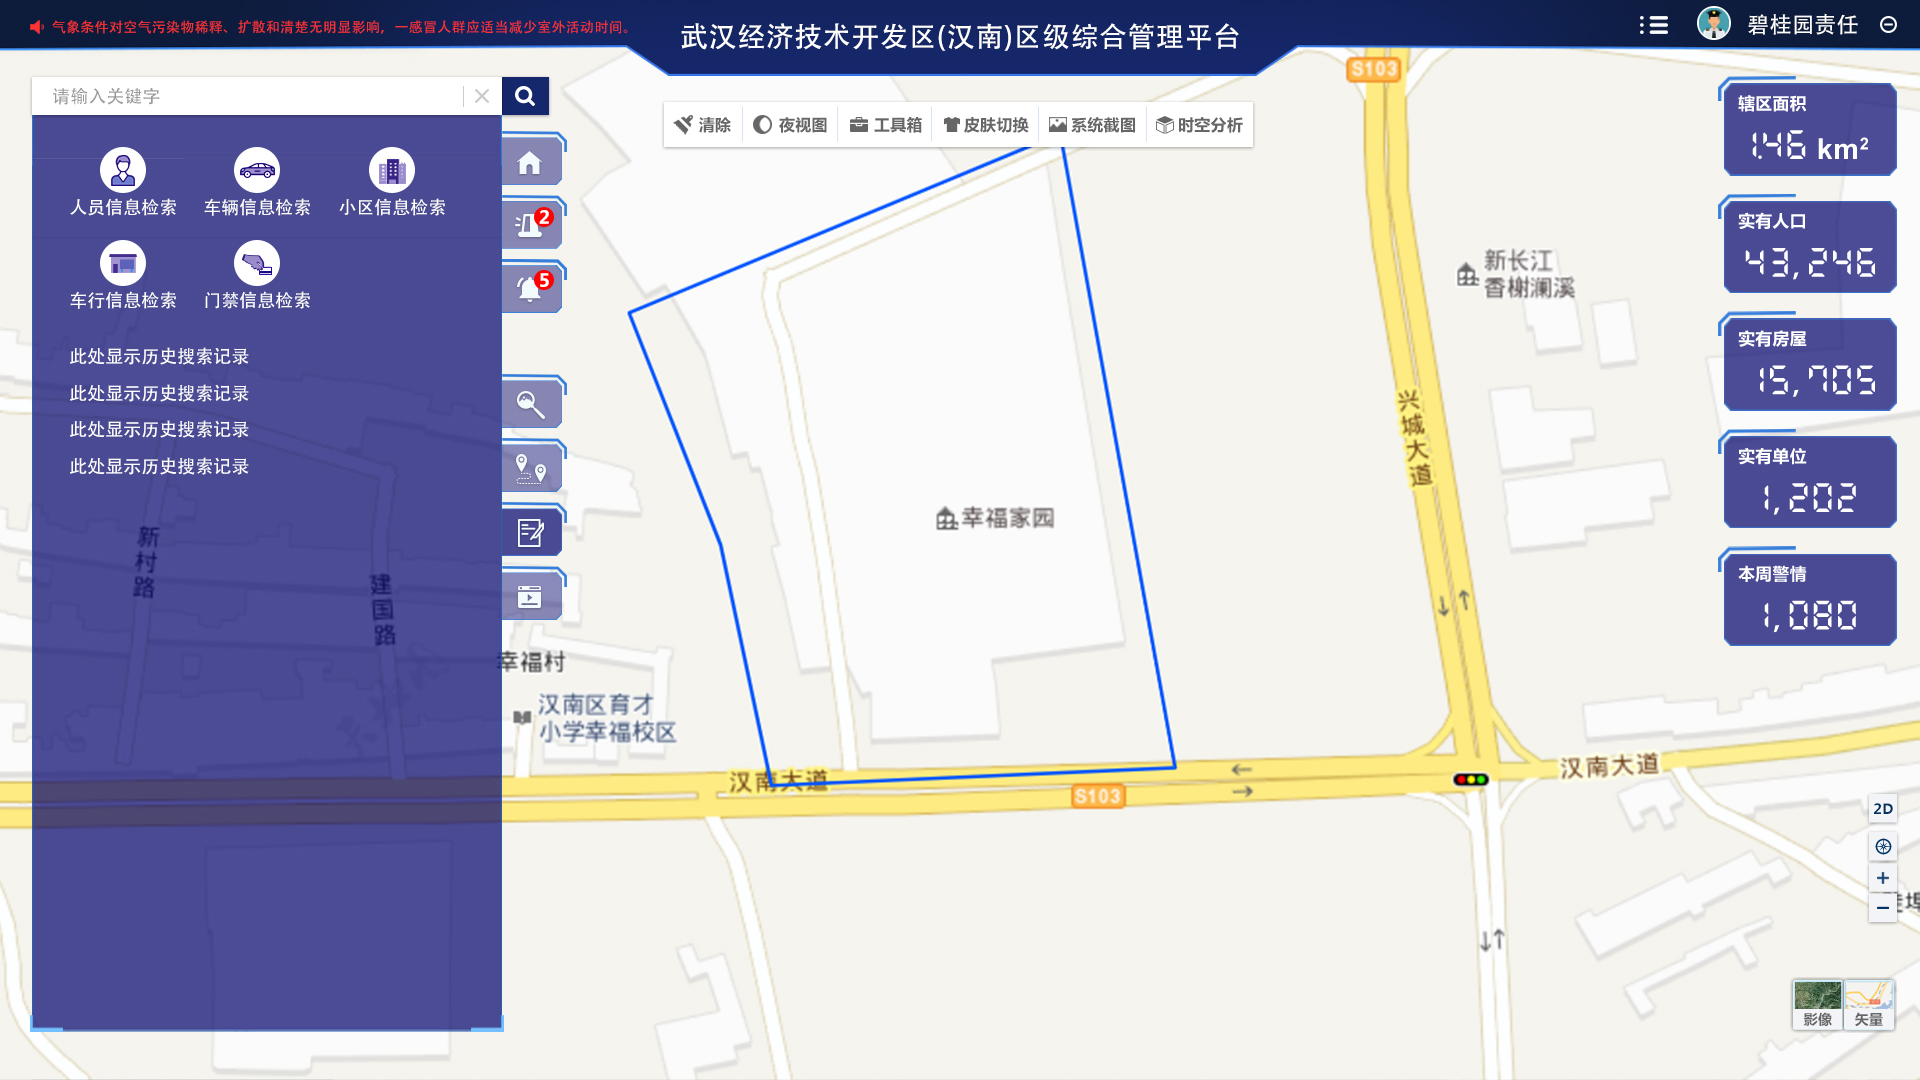 气象条件对空气污染物稀释、扩散和清楚无明显影响，一感冒人群应适当减少室外活动时间。
武汉经济技术开发区(汉南)区级综合管理平台
碧桂园责任
请输入关键字
人员信息检索
车辆信息检索
小区信息检索
车行信息检索
门禁信息检索
此处显示历史搜索记录
此处显示历史搜索记录
此处显示历史搜索记录
此处显示历史搜索记录
2
5
清除
夜视图
工具箱
皮肤切换
系统截图
时空分析
辖区面积
1.46 km²
实有人口
43,246
实有房屋
15,705
实有单位
1,202
本周警情
1,080
S103
新长江
香榭澜溪
兴城大道
幸福家园
新村路
建国路
幸福村
汉南区育才
小学幸福校区
汉南大道
S103
汉南大道
2D
影像
矢量